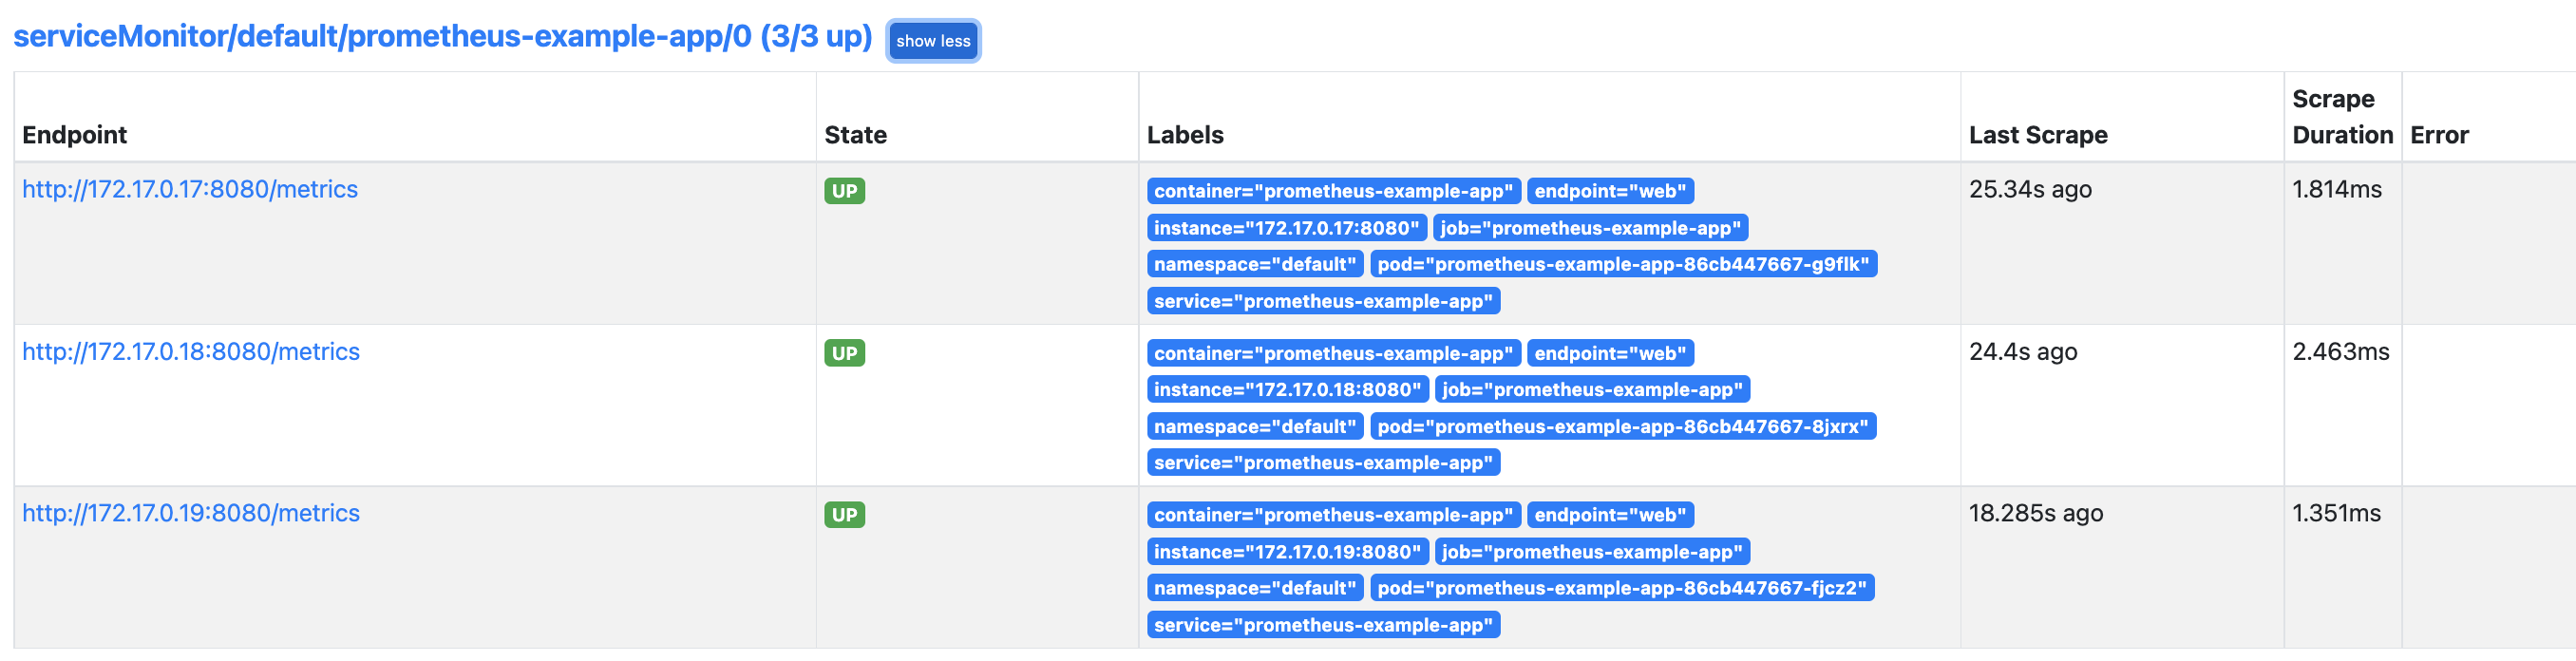 serviceMonitor/default/prometheus-example-app/0 (3/3 up) show less
Endpoint State Labels Last Scrape Scrape Duration Error
http://172.17.0.17:8080/metrics UP container="prometheus-example-app" endpoint="web" 25.34s ago 1.814ms
instance="172.17.0.17:8080" job="prometheus-example-app"
namespace="default" pod="prometheus-example-app-86cb447667-g9flk"
service="prometheus-example-app"
http://172.17.0.18:8080/metrics UP container="prometheus-example-app" endpoint="web" 24.4s ago 2.463ms
instance="172.17.0.18:8080" job="prometheus-example-app"
namespace="default" pod="prometheus-example-app-86cb447667-8jxrx"
service="prometheus-example-app"
http://172.17.0.19:8080/metrics UP container="prometheus-example-app" endpoint="web" 18.285s ago 1.351ms
instance="172.17.0.19:8080" job="prometheus-example-app"
namespace="default" pod="prometheus-example-app-86cb447667-fjcz2"
service="prometheus-example-app"